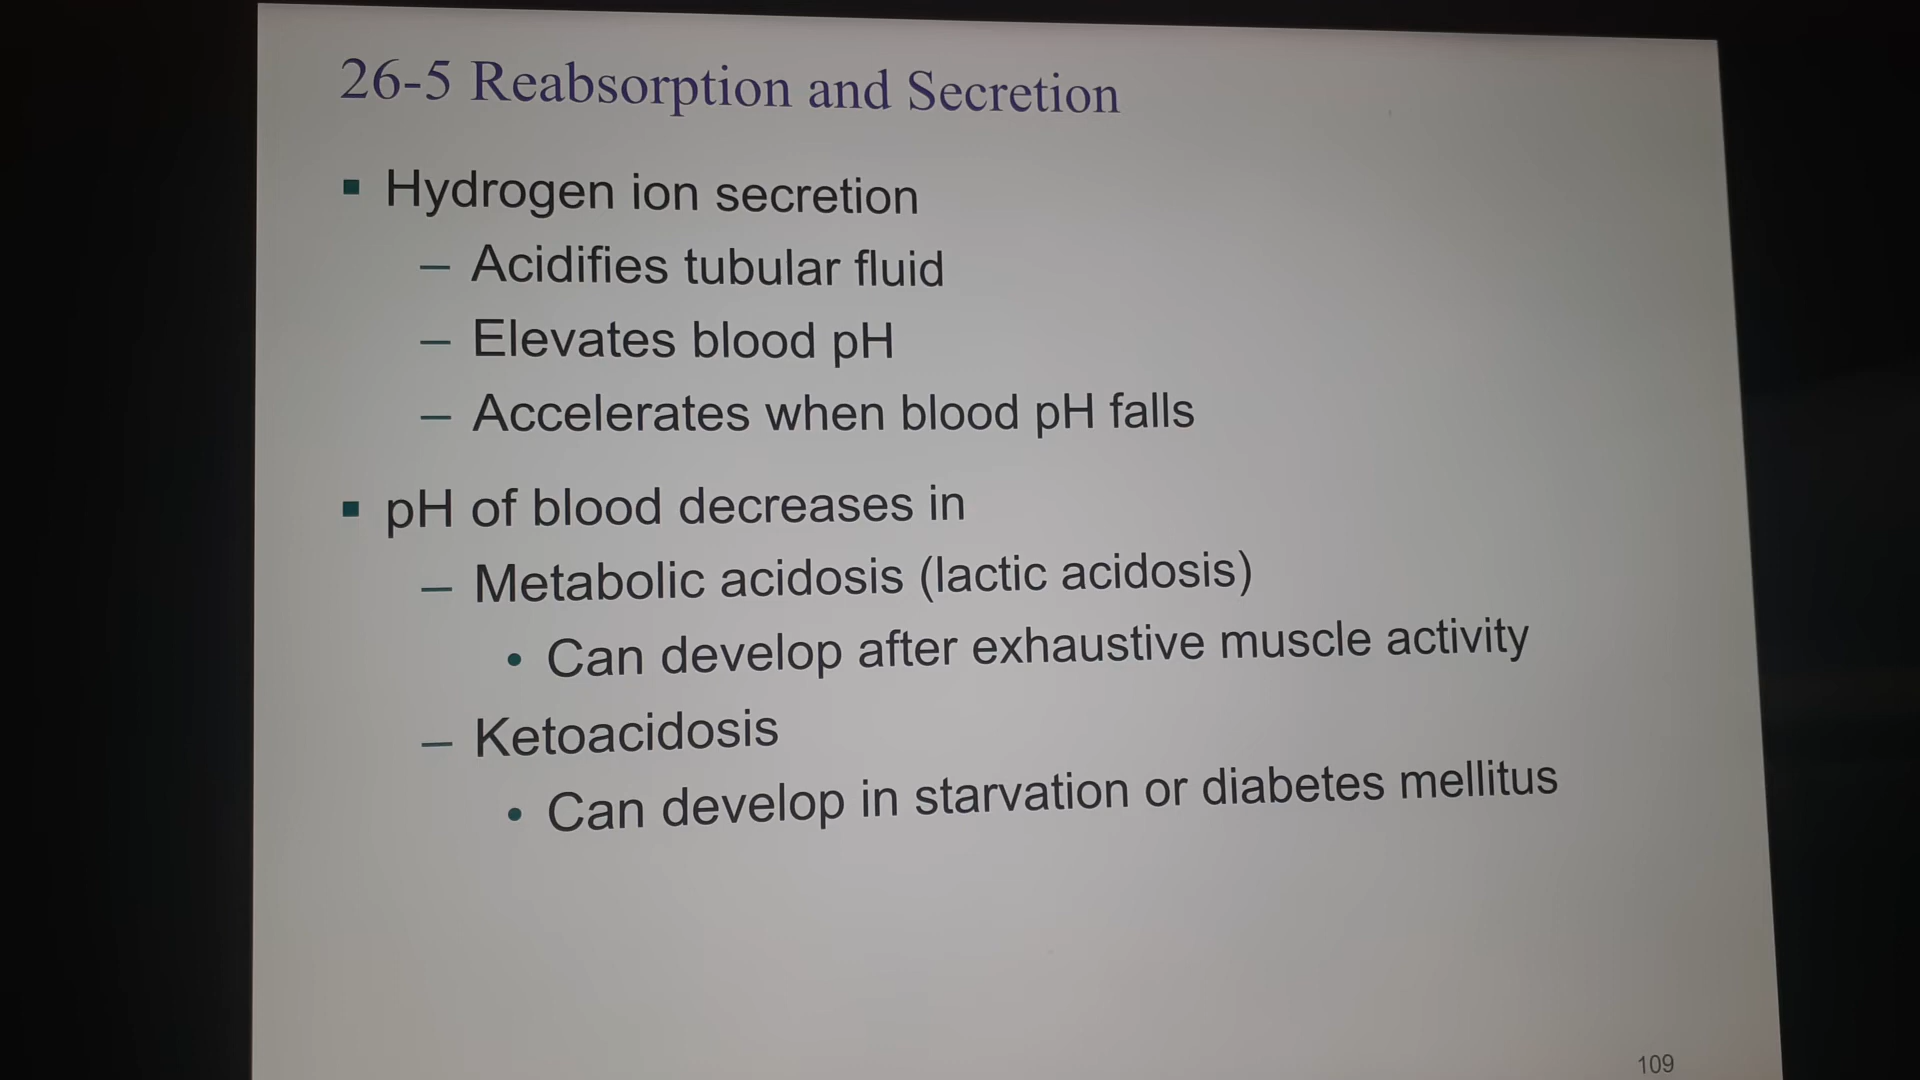 26-5 Reabsorption and Secretion
▪ Hydrogen ion secretion
– Acidifies tubular fluid
– Elevates blood pH
– Accelerates when blood pH falls
▪ pH of blood decreases in
– Metabolic acidosis (lactic acidosis)
• Can develop after exhaustive muscle activity
– Ketoacidosis
• Can develop in starvation or diabetes mellitus
109